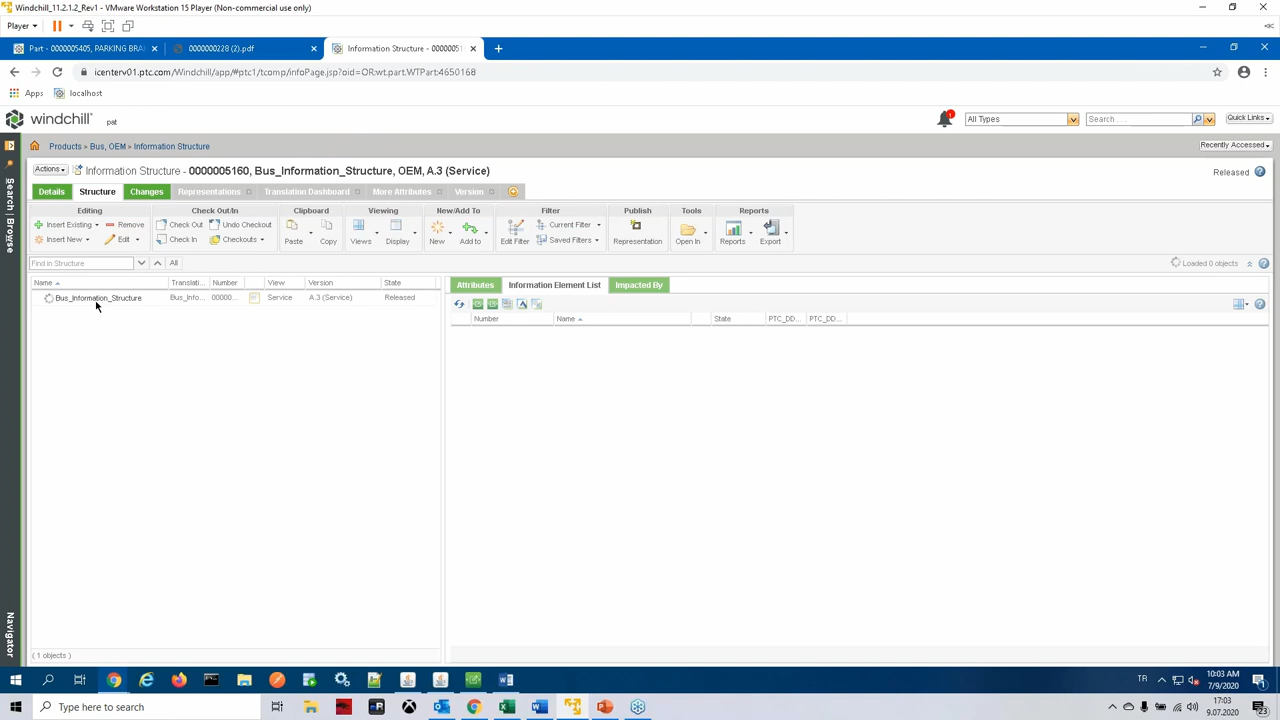 Windchill_11.2.1.2_Rev1 - VMware Workstation 15 Player (Non-commercial use only)
Player
Part - 0000005405, PARKING BRA
0000000228 (2).pdf
Information Structure - 00000051
icenterv01.ptc.com/Windchill/app/#ptc1/tcomp/infoPage.jsp?oid=OR:wt.part.WTPart:4650168
Apps localhost
windchill pat All Types Search . . . Quick Links
Products > Bus, OEM > Information Structure Recently Accessed
Actions Information Structure - 0000005160, Bus_Information_Structure, OEM, A.3 (Service) Released
Details Structure Changes Representations Translation Dashboard More Attributes Version
Editing Check Out/In Clipboard Viewing New/Add To Filter Publish Tools Reports
Insert Existing Remove Check Out Undo Checkout Current Filter
Insert New Edit Check In Checkouts Paste Copy Views Display New Add to Edit Filter Saved Filters Representation Open In Reports Export
Find in Structure All Loaded 0 objects
Name Translati... Number View Version State
Bus_Information_Structure Bus_Info... 00000... Service A.3 (Service) Released
Attributes Information Element List Impacted By
Number Name State PTC_DD... PTC_DD...
Search | Browse
Navigator
( 1 objects )
TR 10:03 AM
7/9/2020 1
Type here to search 17:03
9.07.2020 23